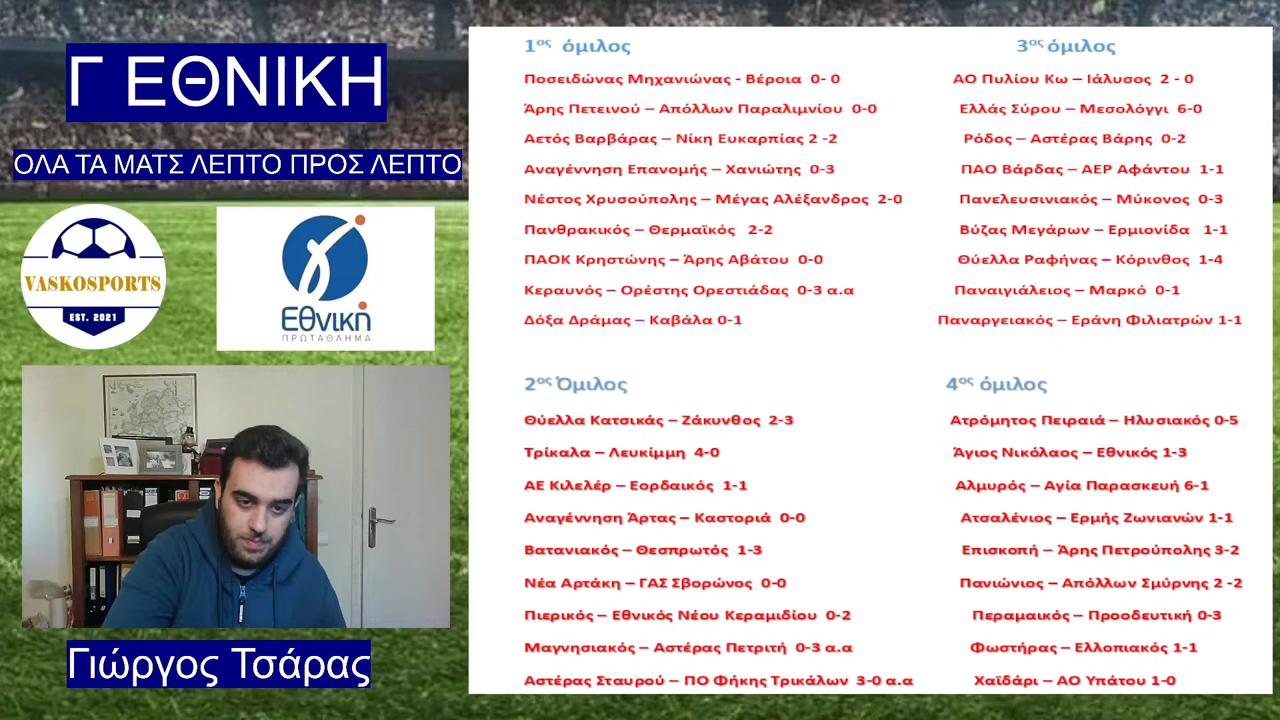 Γ ΕΘΝΙΚΗ
ΟΛΑ ΤΑ ΜΑΤΣ ΛΕΠΤΟ ΠΡΟΣ ΛΕΠΤΟ
VASKOSPORTS
EST. 2021
Εθνική
ΠΡΩΤΑΘΛΗΜΑ
Γιώργος Τσάρας
1ος όμιλος
Ποσειδώνας Μηχανιώνας - Βέροια 0- 0
Άρης Πετεινού – Απόλλων Παραλιμνίου 0-0
Αετός Βαρβάρας – Νίκη Ευκαρπίας 2 -2
Αναγέννηση Επανομής – Χανιώτης 0-3
Νέστος Χρυσούπολης – Μέγας Αλέξανδρος 2-0
Πανθρακικός – Θερμαϊκός 2-2
ΠΑΟΚ Κρηστώνης – Άρης Αβάτου 0-0
Κεραυνός – Ορέστης Ορεστιάδας 0-3 α.α
Δόξα Δράμας – Καβάλα 0-1
2ος Όμιλος
Θύελλα Κατσικάς – Ζάκυνθος 2-3
Τρίκαλα – Λευκίμμη 4-0
ΑΕ Κιλελέρ – Εορδαικός 1-1
Αναγέννηση Άρτας – Καστοριά 0-0
Βατανιακός – Θεσπρωτός 1-3
Νέα Αρτάκη – ΓΑΣ Σβορώνος 0-0
Πιερικός – Εθνικός Νέου Κεραμιδίου 0-2
Μαγνησιακός – Αστέρας Πετριτή 0-3 α.α
Αστέρας Σταυρού – ΠΟ Φήκης Τρικάλων 3-0 α.α
3ος όμιλος
ΑΟ Πυλίου Κω – Ιάλυσος 2 - 0
Ελλάς Σύρου – Μεσολόγγι 6-0
Ρόδος – Αστέρας Βάρης 0-2
ΠΑΟ Βάρδας – ΑΕΡ Αφάντου 1-1
Πανελευσινιακός – Μύκονος 0-3
Βύζας Μεγάρων – Ερμιονίδα 1-1
Θύελλα Ραφήνας – Κόρινθος 1-4
Παναιγιάλειος – Μαρκό 0-1
Παναργειακός – Εράνη Φιλιατρών 1-1
4ος όμιλος
Ατρόμητος Πειραιά – Ηλυσιακός 0-5
Άγιος Νικόλαος – Εθνικός 1-3
Αλμυρός – Αγία Παρασκευή 6-1
Ατσαλένιος – Ερμής Ζωνιανών 1-1
Επισκοπή – Άρης Πετρούπολης 3-2
Πανιώνιος – Απόλλων Σμύρνης 2 -2
Περαμαικός – Προοδευτική 0-3
Φωστήρας – Ελλοπιακός 1-1
Χαϊδάρι – ΑΟ Υπάτου 1-0